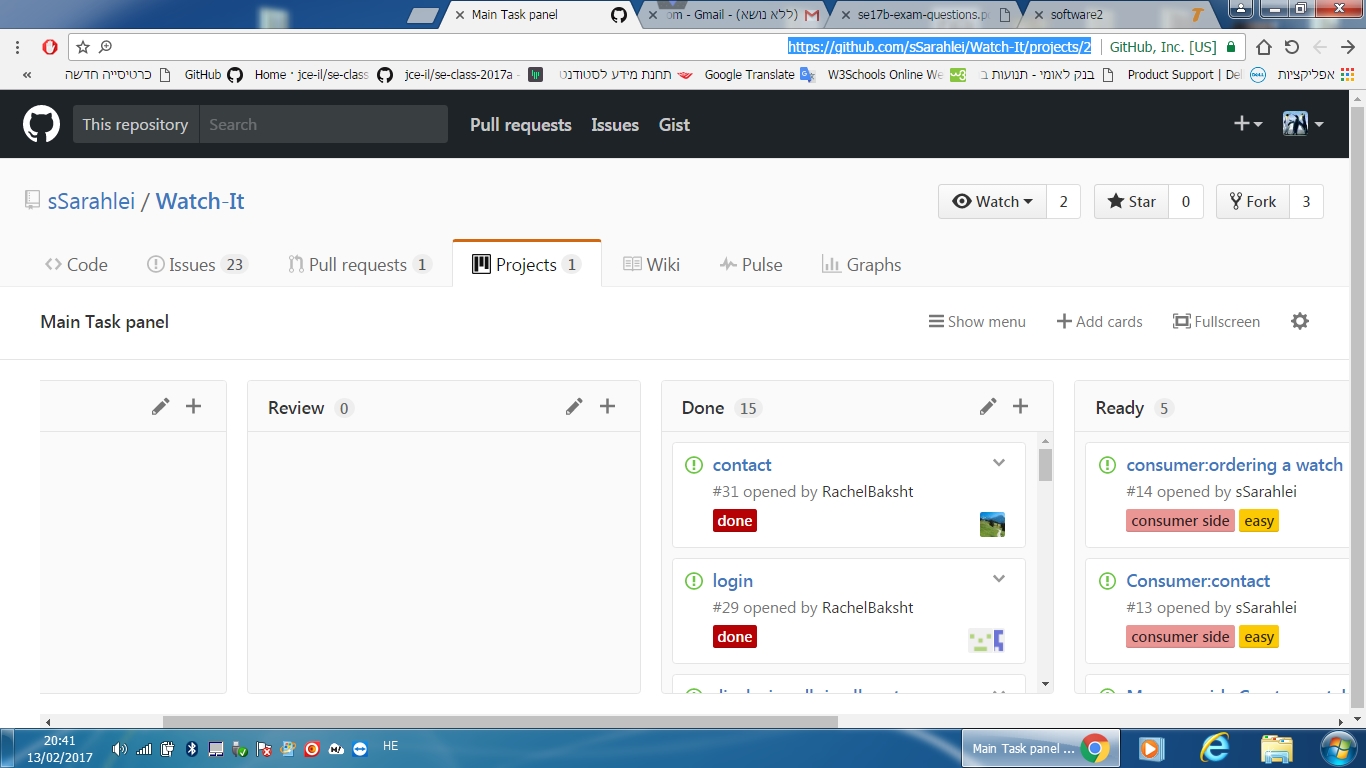 Main Task panel
om - Gmail - (ללא נושא)
se17b-exam-questions.p
software2
https://github.com/sSarahlei/Watch-It/projects/2
GitHub, Inc. [US]
«
כרטיסייה חדשה
GitHub
Home · jce-il/se-class
jce-il/se-class-2017a
תחנת מידע לסטודנט
Google Translate
W3Schools Online We
בנק לאומי - תנועות ב
Product Support | Del
אפליקציות
This repository
Search
Pull requests
Issues
Gist
sSarahlei / Watch-It
Watch 2
Star 0
Fork 3
Code
Issues 23
Pull requests 1
Projects 1
Wiki
Pulse
Graphs
Main Task panel
Show menu
Add cards
Fullscreen
Review 0
Done 15
contact
#31 opened by RachelBaksht
done
login
#29 opened by RachelBaksht
done
Ready 5
consumer:ordering a watch
#14 opened by sSarahlei
consumer side easy
Consumer:contact
#13 opened by sSarahlei
consumer side easy
20:41
13/02/2017
HE
Main Task panel ...